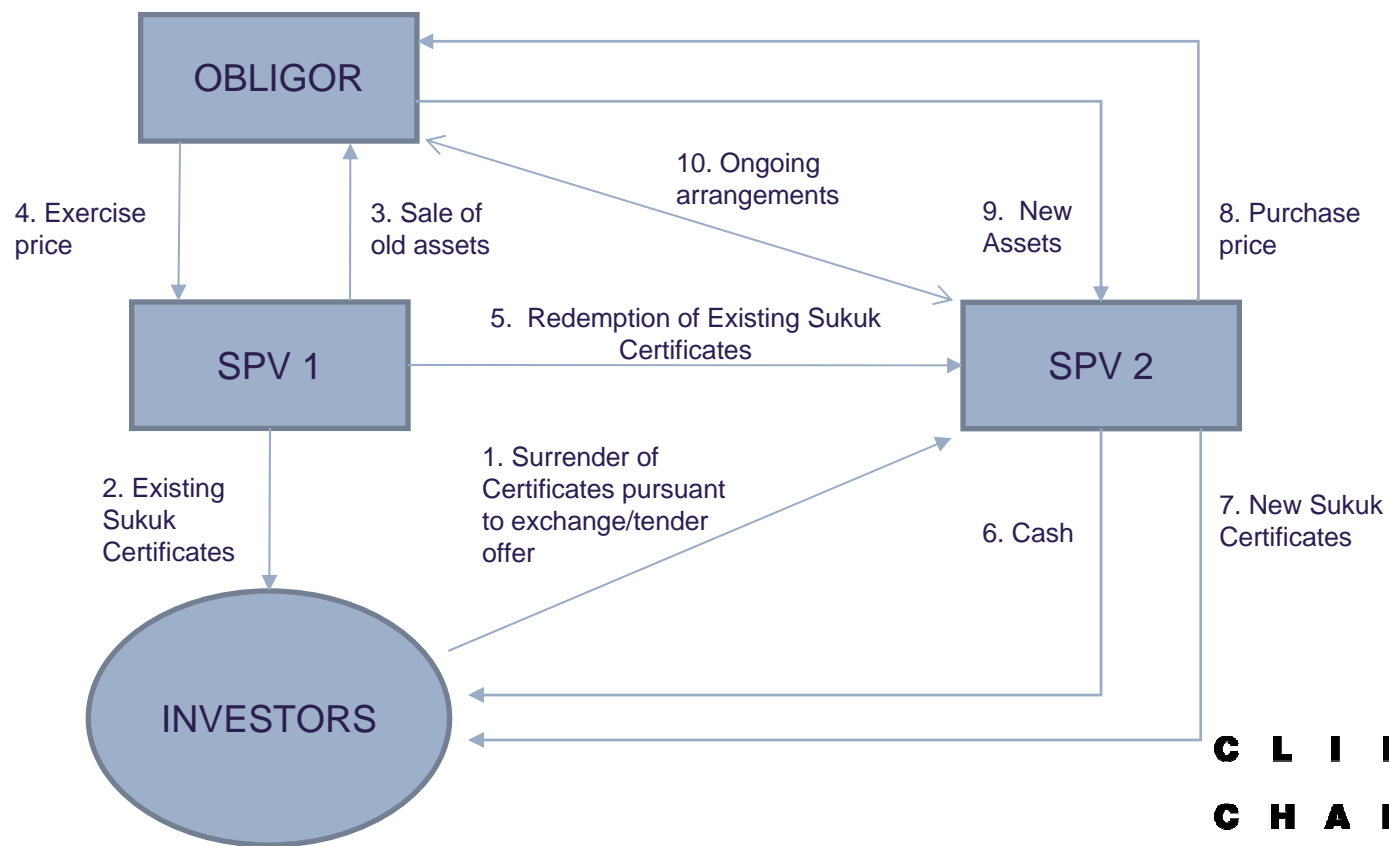 OBLIGOR
10. Ongoing
arrangements
4. Exercise
price
3. Sale of
old assets
9. New
Assets
8. Purchase
price
5. Redemption of Existing Sukuk
Certificates
SPV 1
SPV 2
1. Surrender of
Certificates pursuant
to exchange/tender
offer
2. Existing
Sukuk
Certificates
6. Cash
7. New Sukuk
Certificates
INVESTORS
C L I
C H A